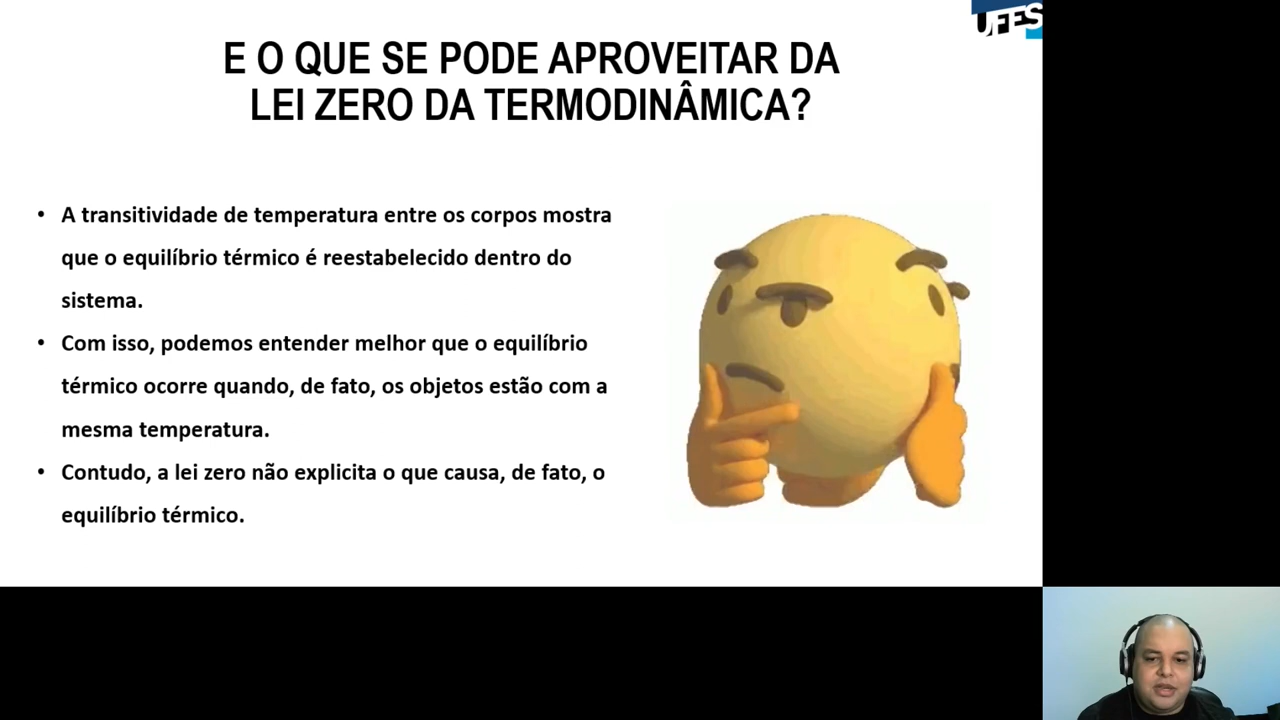 UFES
E O QUE SE PODE APROVEITAR DA
LEI ZERO DA TERMODINÂMICA?
• A transitividade de temperatura entre os corpos mostra
que o equilíbrio térmico é reestabelecido dentro do
sistema.
• Com isso, podemos entender melhor que o equilíbrio
térmico ocorre quando, de fato, os objetos estão com a
mesma temperatura.
• Contudo, a lei zero não explicita o que causa, de fato, o
equilíbrio térmico.